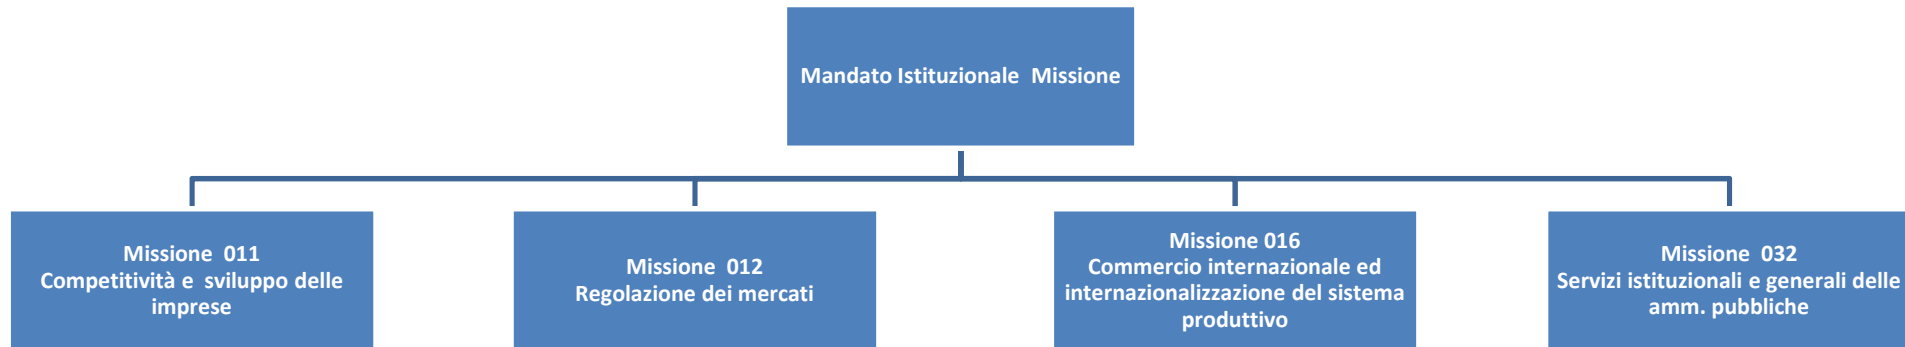 Mandato Istituzionale  Missione
Missione  011
Competitività e  sviluppo delle
imprese
Missione  012
Regolazione dei mercati
Missione 016
Commercio internazionale ed
internazionalizzazione del sistema
produttivo
Missione  032
Servizi istituzionali e generali delle
amm. pubbliche